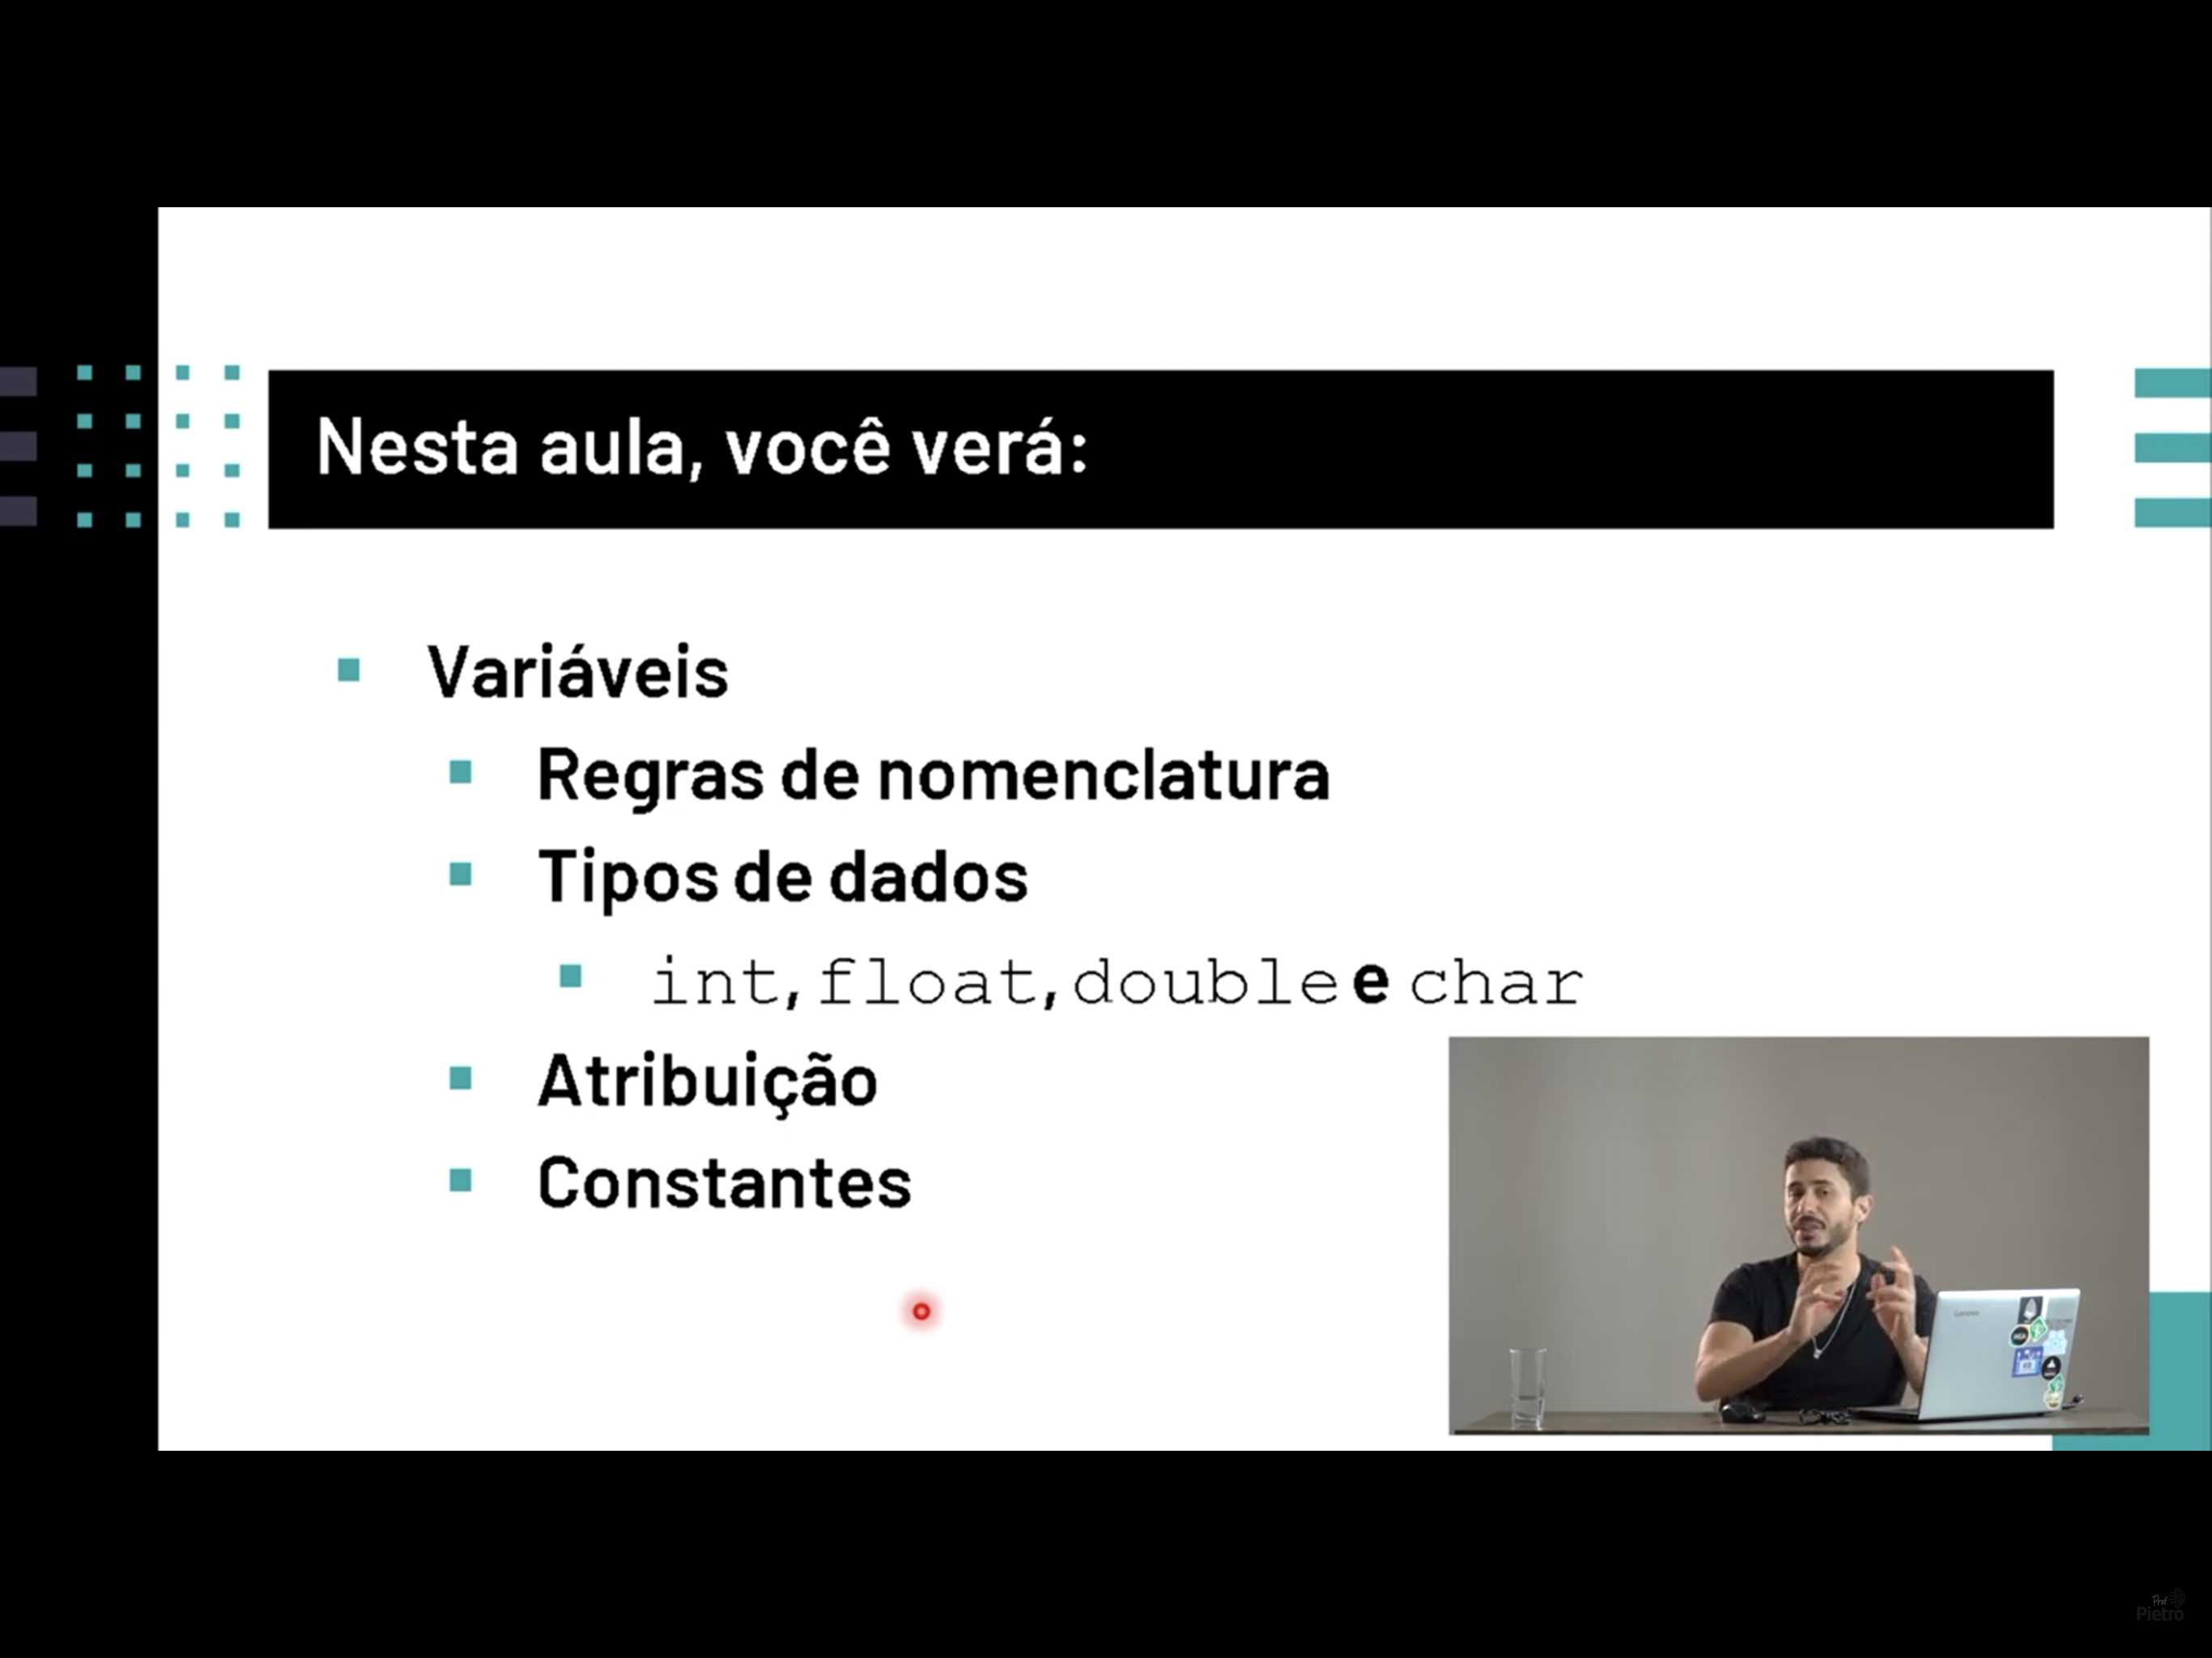 Nesta aula, você verá:
Variáveis
Regras de nomenclatura
Tipos de dados
int, float, double e char
Atribuição
Constantes
Lenovo
Prof
Pietro